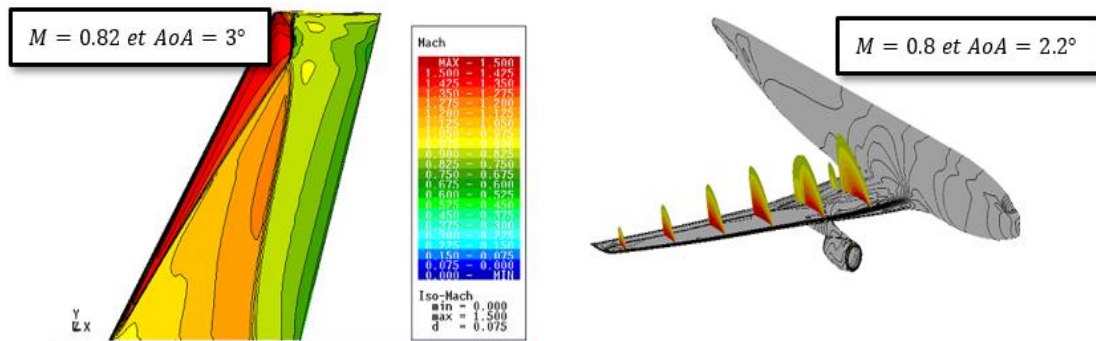 M = 0.82 et AoA = 3°
Mach
MAX - 1.500
1.500 - 1.425
1.425 - 1.350
1.350 - 1.275
1.275 - 1.200
1.200 - 1.125
1.125 - 1.050
1.050 - 0.975
0.900 - 0.825
0.825 - 0.750
0.750 - 0.675
0.675 - 0.600
0.600 - 0.525
0.525 - 0.450
0.450 - 0.375
0.375 - 0.300
0.300 - 0.225
0.225 - 0.150
0.150 - 0.075
0.075 - 0.000
0.000 - MIN
Iso-Mach
min = 0.000
max = 1.500
d = 0.075
Y
Z X
M = 0.8 et AoA = 2.2°